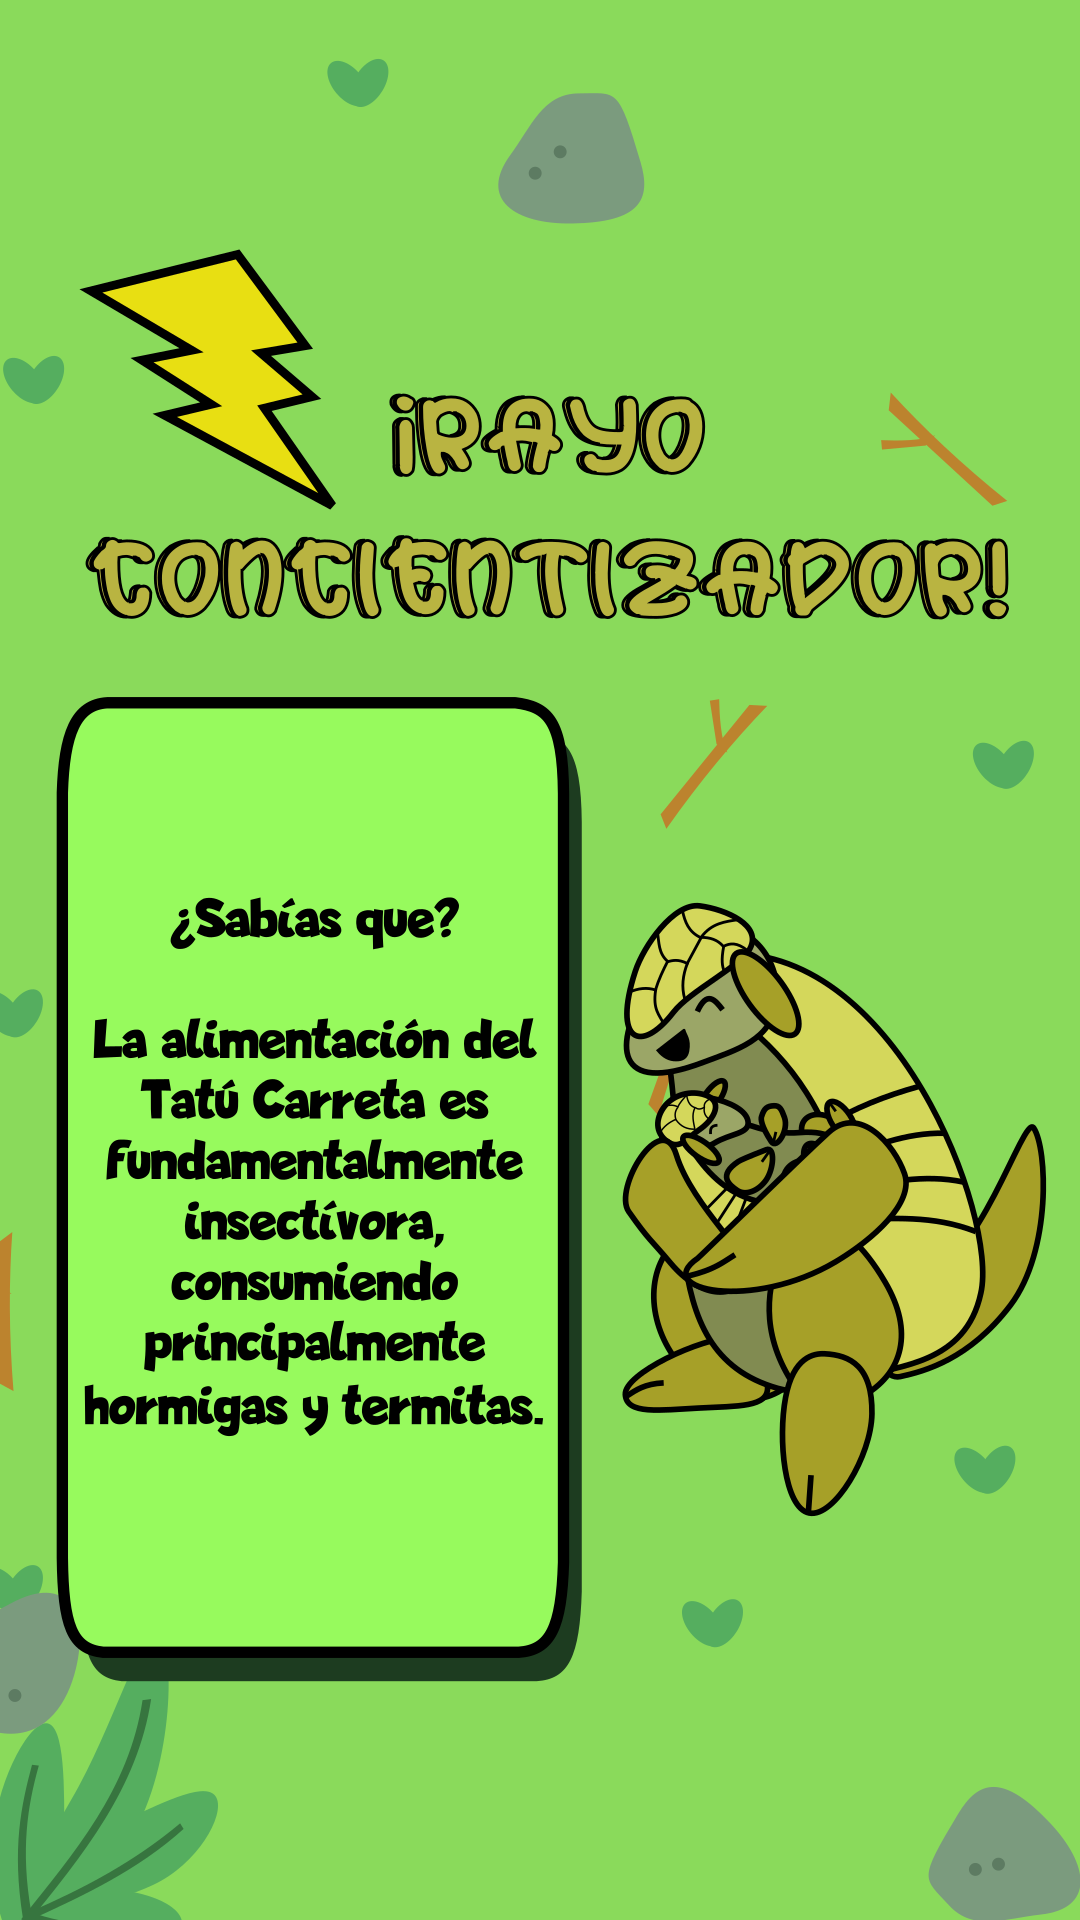 ¡RAYO
CONCIENTIZADOR!
¿Sabías que?
La alimentación del
Tatú Carreta es
fundamentalmente
insectívora,
consumiendo
principalmente
hormigas y termitas.